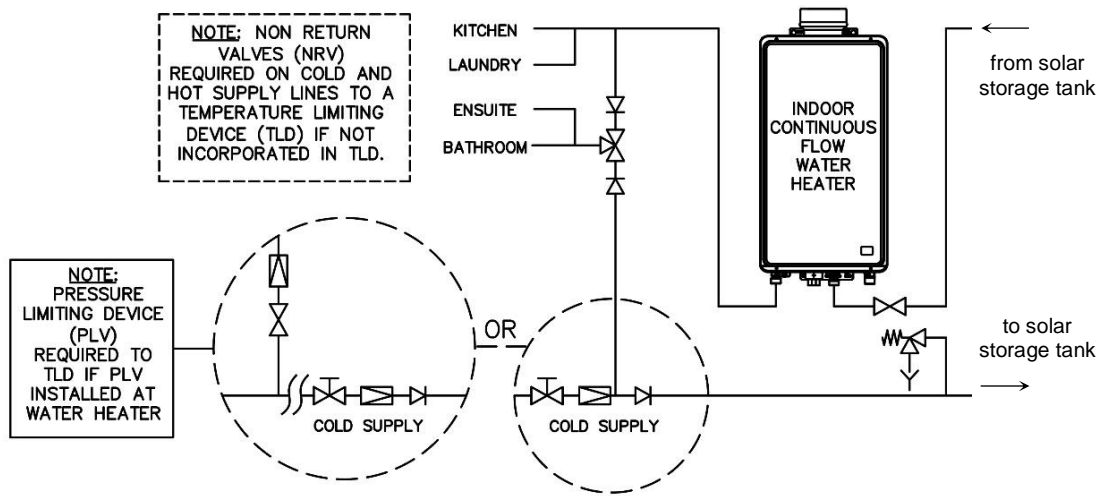 NOTE: NON RETURN
VALVES (NRV)
REQUIRED ON COLD AND
HOT SUPPLY LINES TO A
TEMPERATURE LIMITING
DEVICE (TLD) IF NOT
INCORPORATED IN TLD.
KITCHEN
LAUNDRY
ENSUITE
BATHROOM
INDOOR
CONTINUOUS
FLOW
WATER
HEATER
from solar
storage tank
NOTE:
PRESSURE
LIMITING DEVICE
(PLV)
REQUIRED TO
TLD IF PLV
INSTALLED AT
WATER HEATER
OR
to solar
storage tank
COLD SUPPLY
COLD SUPPLY